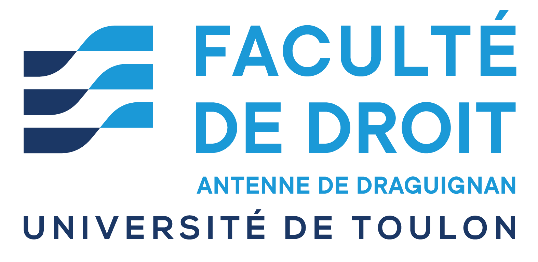 FACULTÉ
DE DROIT
ANTENNE DE DRAGUIGNAN
UNIVERSITÉ DE TOULON